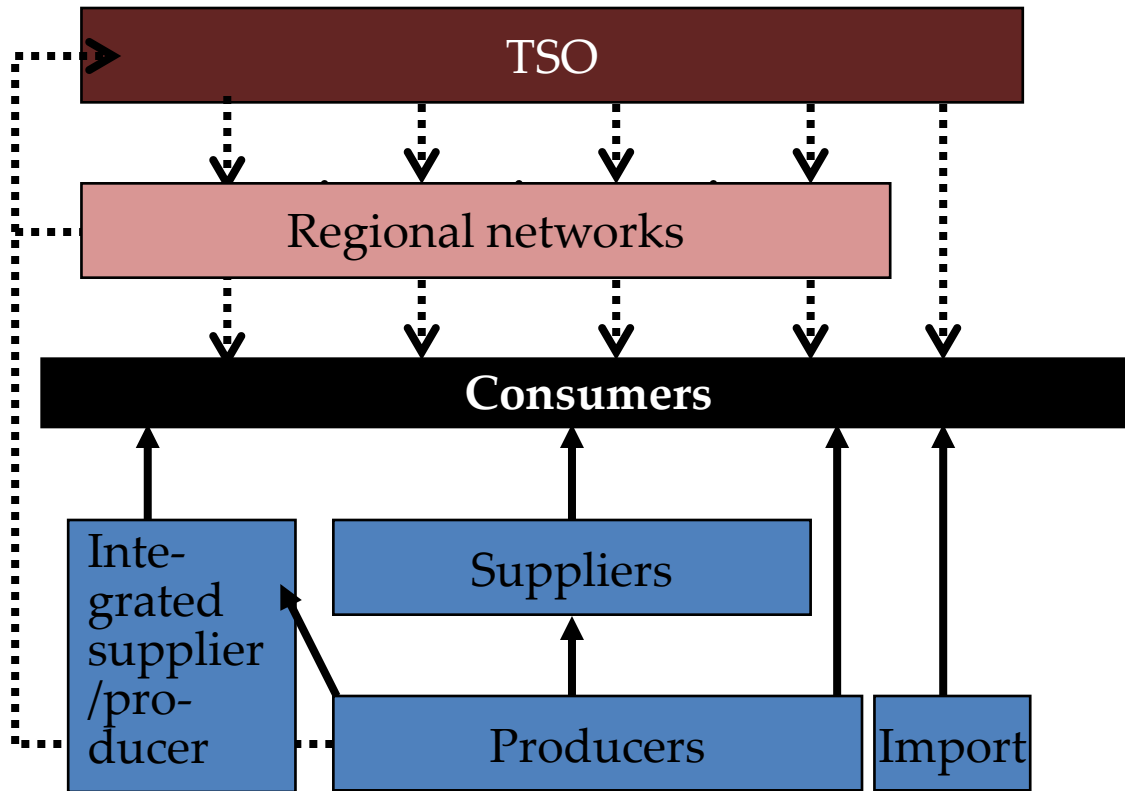 TSO
Regional networks
Consumers
Inte-
grated
supplier
/pro-
ducer
Suppliers
Producers
Import